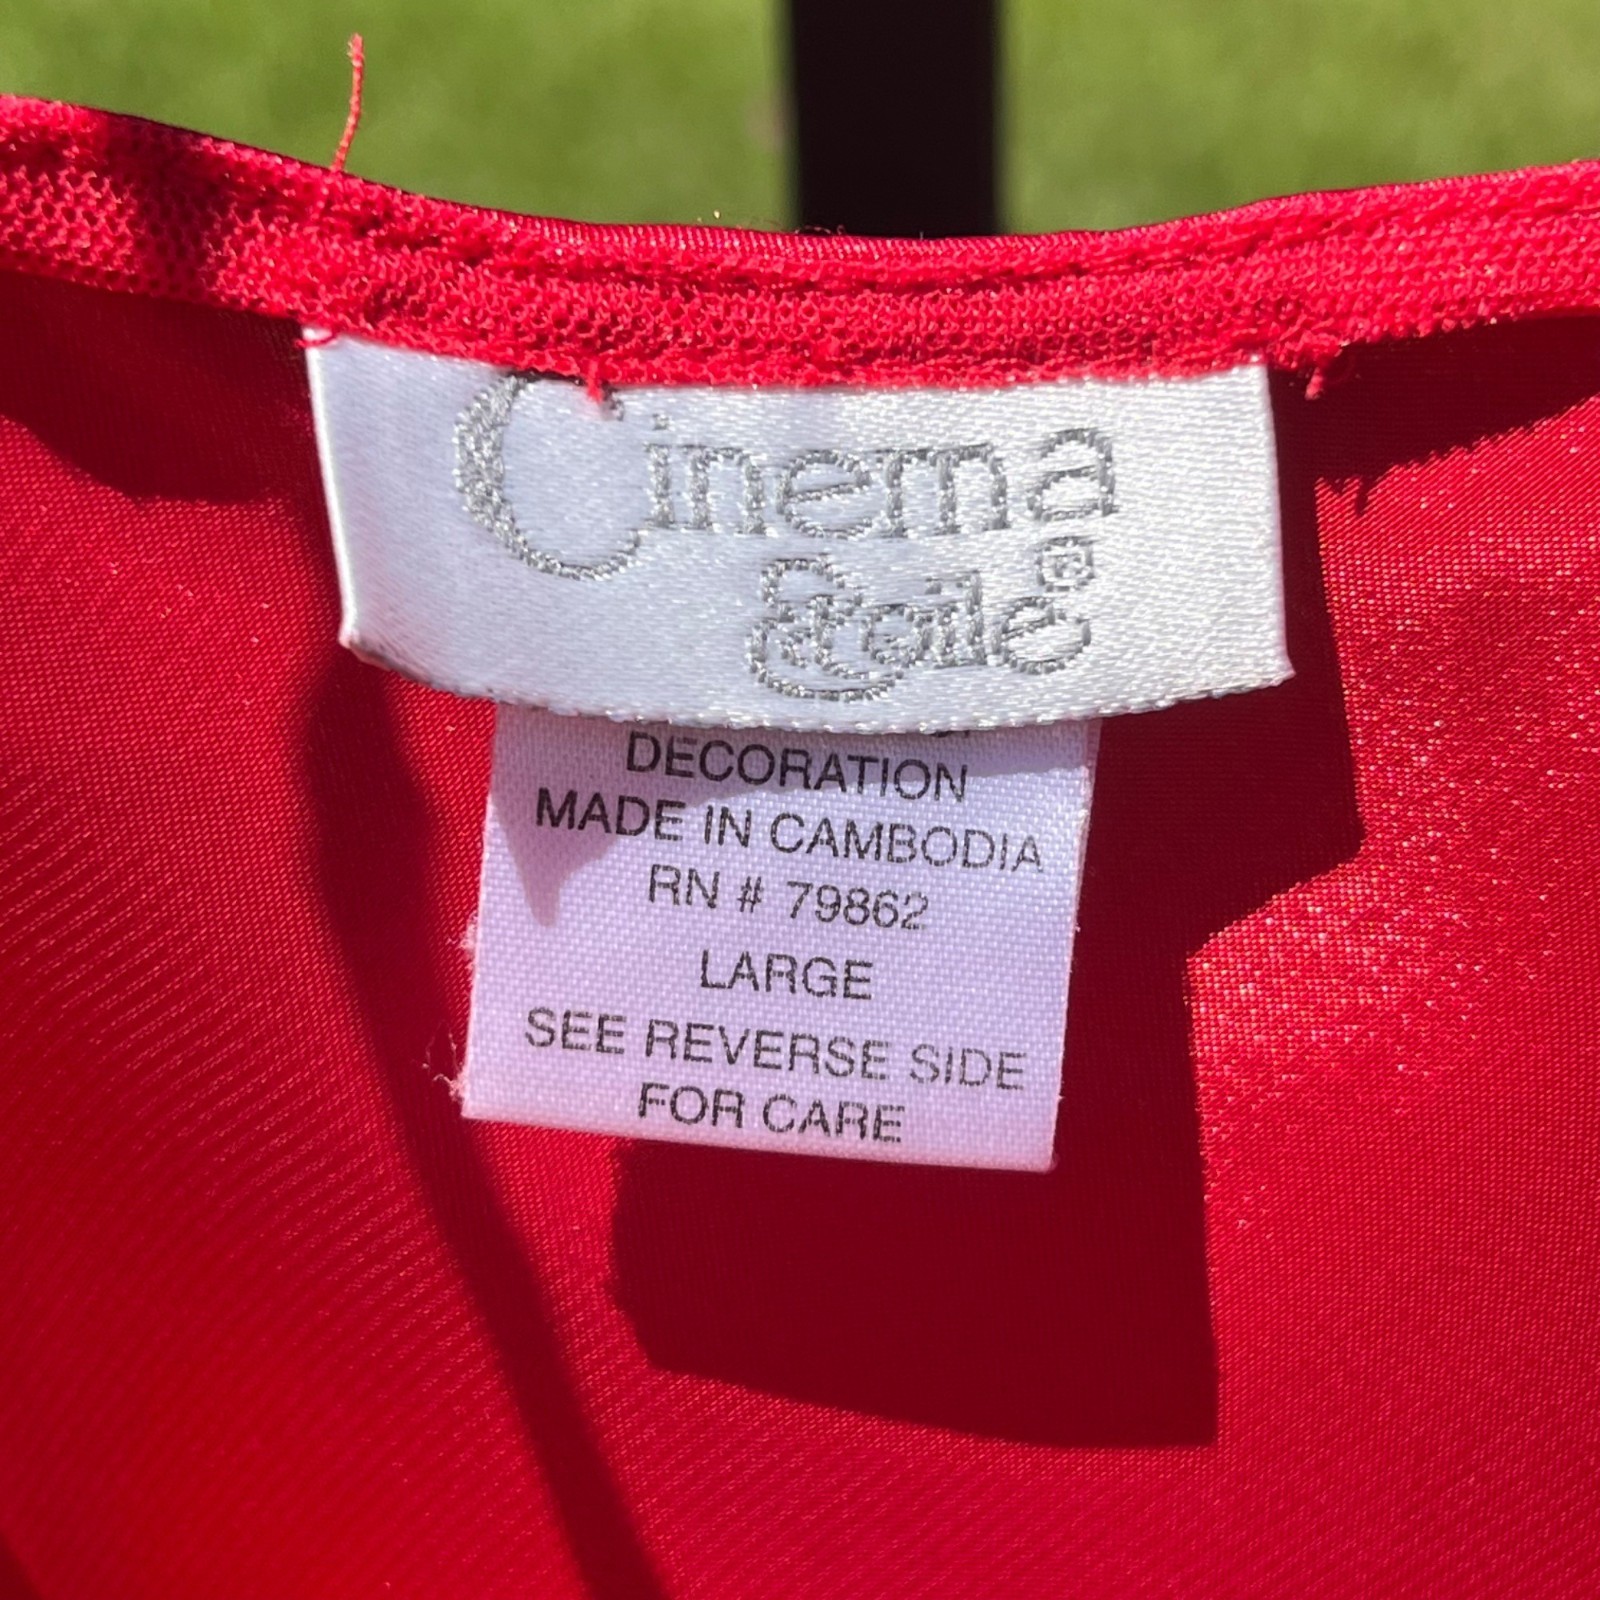 Cinema
Etoile®
DECORATION
MADE IN CAMBODIA
RN # 79862
LARGE
SEE REVERSE SIDE
FOR CARE